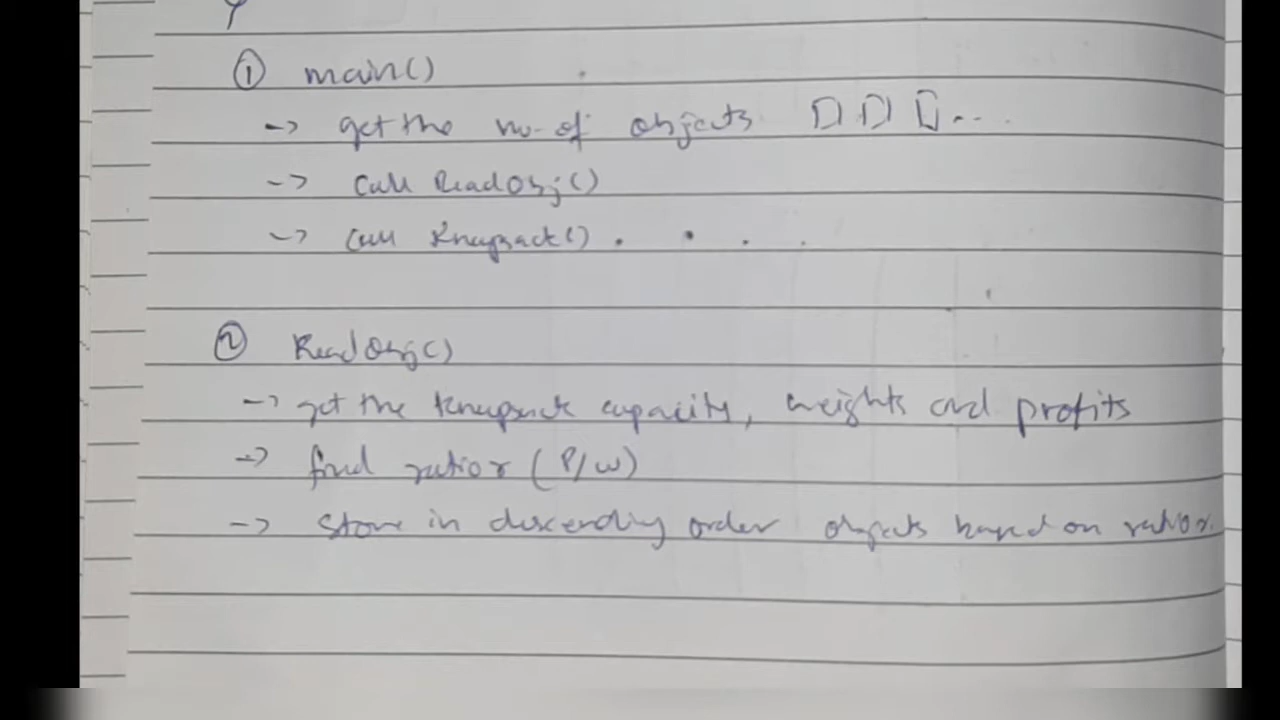 ① main()
-> get the no. of objects
-> call ReadObj()
-> call Knapsack()
② ReadObj()
-> get the knapsack capacity, weights and profits
-> find ratios (P/w)
-> store in descending order objects based on ratios.